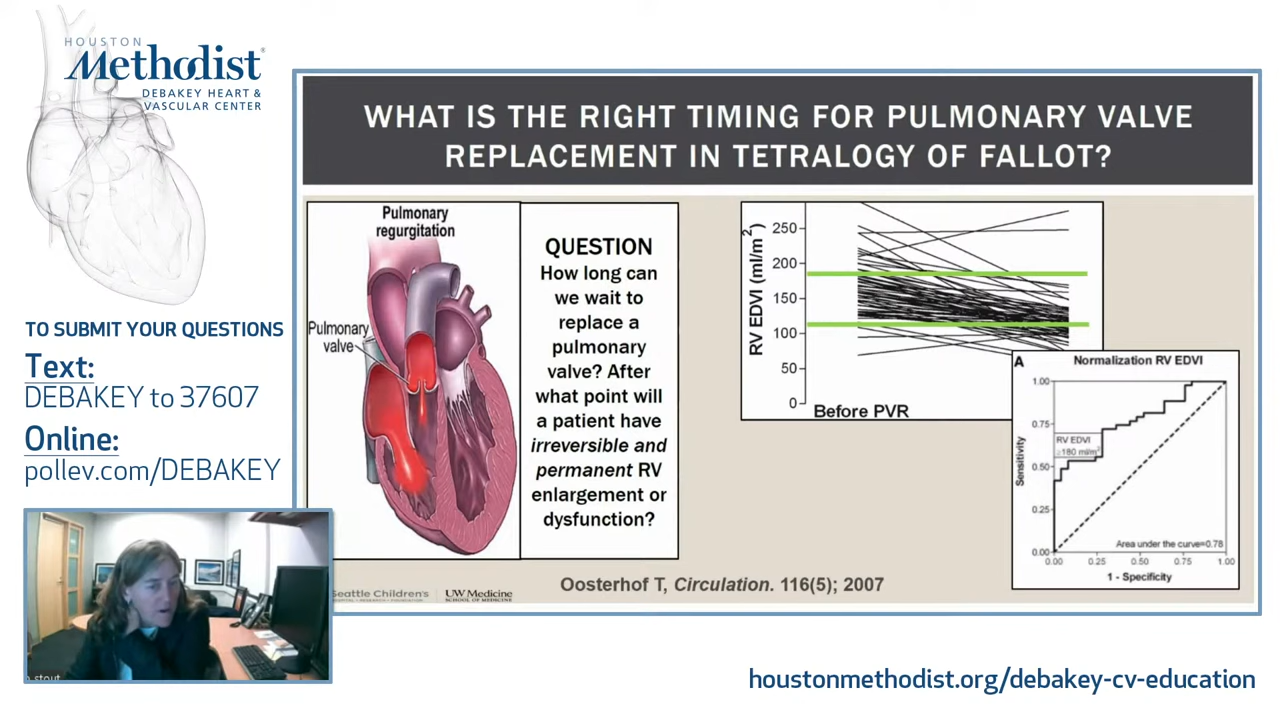 HOUSTON
Methodist®
DEBAKEY HEART &
VASCULAR CENTER
TO SUBMIT YOUR QUESTIONS
Text:
DEBAKEY to 37607
Online:
pollev.com/DEBAKEY
WHAT IS THE RIGHT TIMING FOR PULMONARY VALVE
REPLACEMENT IN TETRALOGY OF FALLOT?
Pulmonary
regurgitation
Pulmonary
valve
QUESTION
How long can
we wait to
replace a
pulmonary
valve? After
what point will
a patient have
irreversible and
permanent RV
enlargement or
dysfunction?
RV EDVI (ml/m²)
250
200
150
100
50
0
Before PVR
A
Normalization RV EDVI
Sensitivity
1.00
0.75
0.50
0.25
0.00
RV EDVI
≥180 ml/m²
Area under the curve=0.78
0.00 0.25 0.50 0.75 1.00
1 - Specificity
Oosterhof T, Circulation. 116(5); 2007
Seattle Children's
UW Medicine
SCHOOL OF MEDICINE
stout
houstonmethodist.org/debakey-cv-education